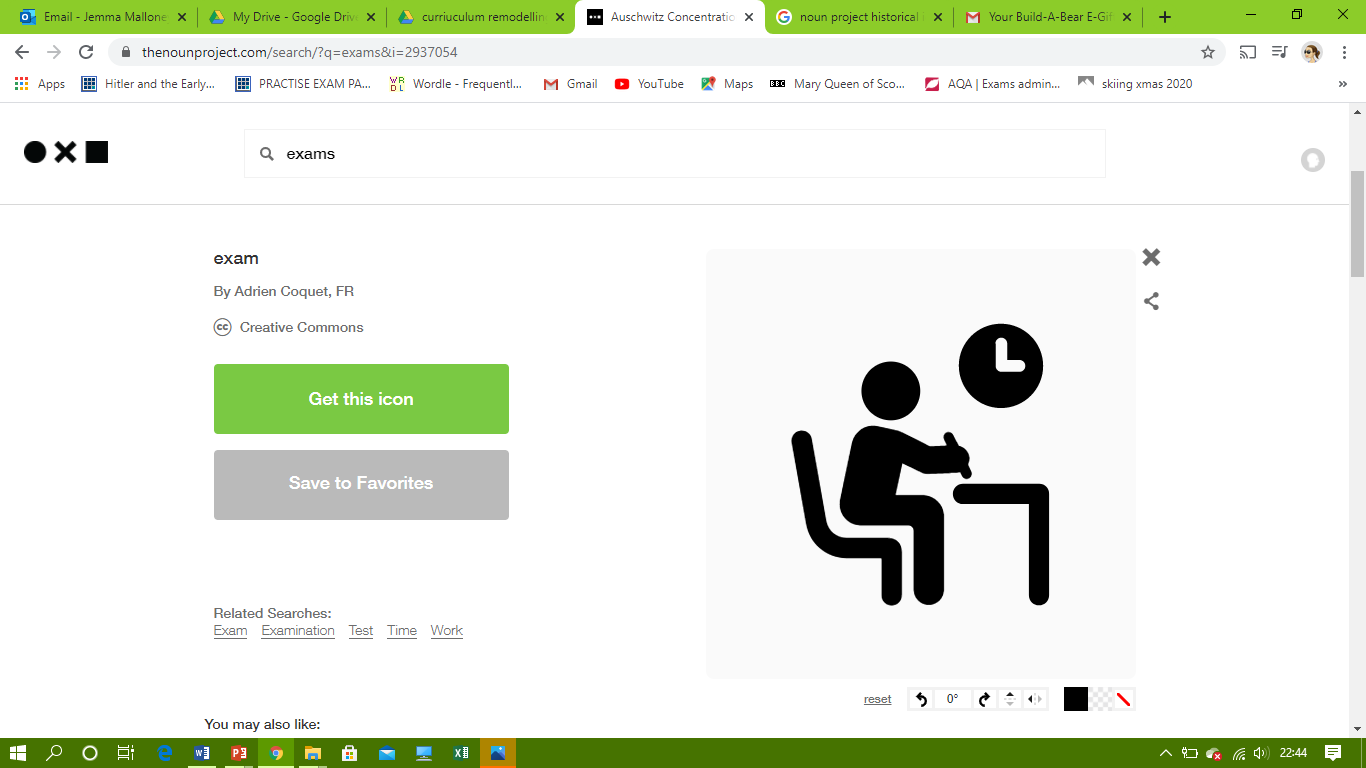 Email - Jemma Mallone
My Drive - Google Drive
curriuculum remodellin
Auschwitz Concentratio
noun project historical
Your Build-A-Bear E-Gif
thenounproject.com/search/?q=exams&i=2937054
Apps
Hitler and the Early...
PRACTISE EXAM PA...
Wordle - Frequentl...
Gmail
YouTube
Maps
BBC
Mary Queen of Sco...
AQA | Exams admin...
skiing xmas 2020
exams
exam
By Adrien Coquet, FR
cc Creative Commons
Get this icon
Save to Favorites
Related Searches:
Exam Examination Test Time Work
reset
0°
You may also like:
22:44